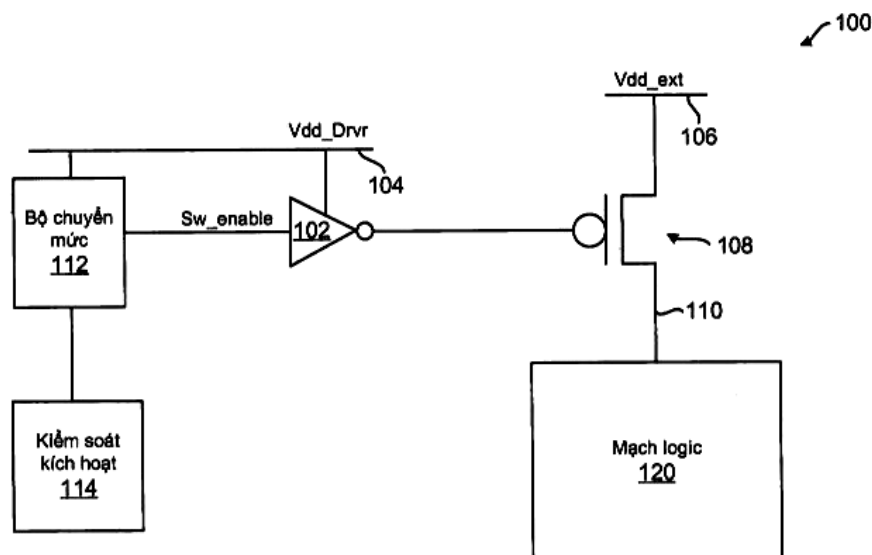 100
Vdd_ext
106
Vdd_Drvr
104
Bộ chuyển
mức
112
Sw_enable
102
108
110
Kiểm soát
kích hoạt
114
Mạch logic
120